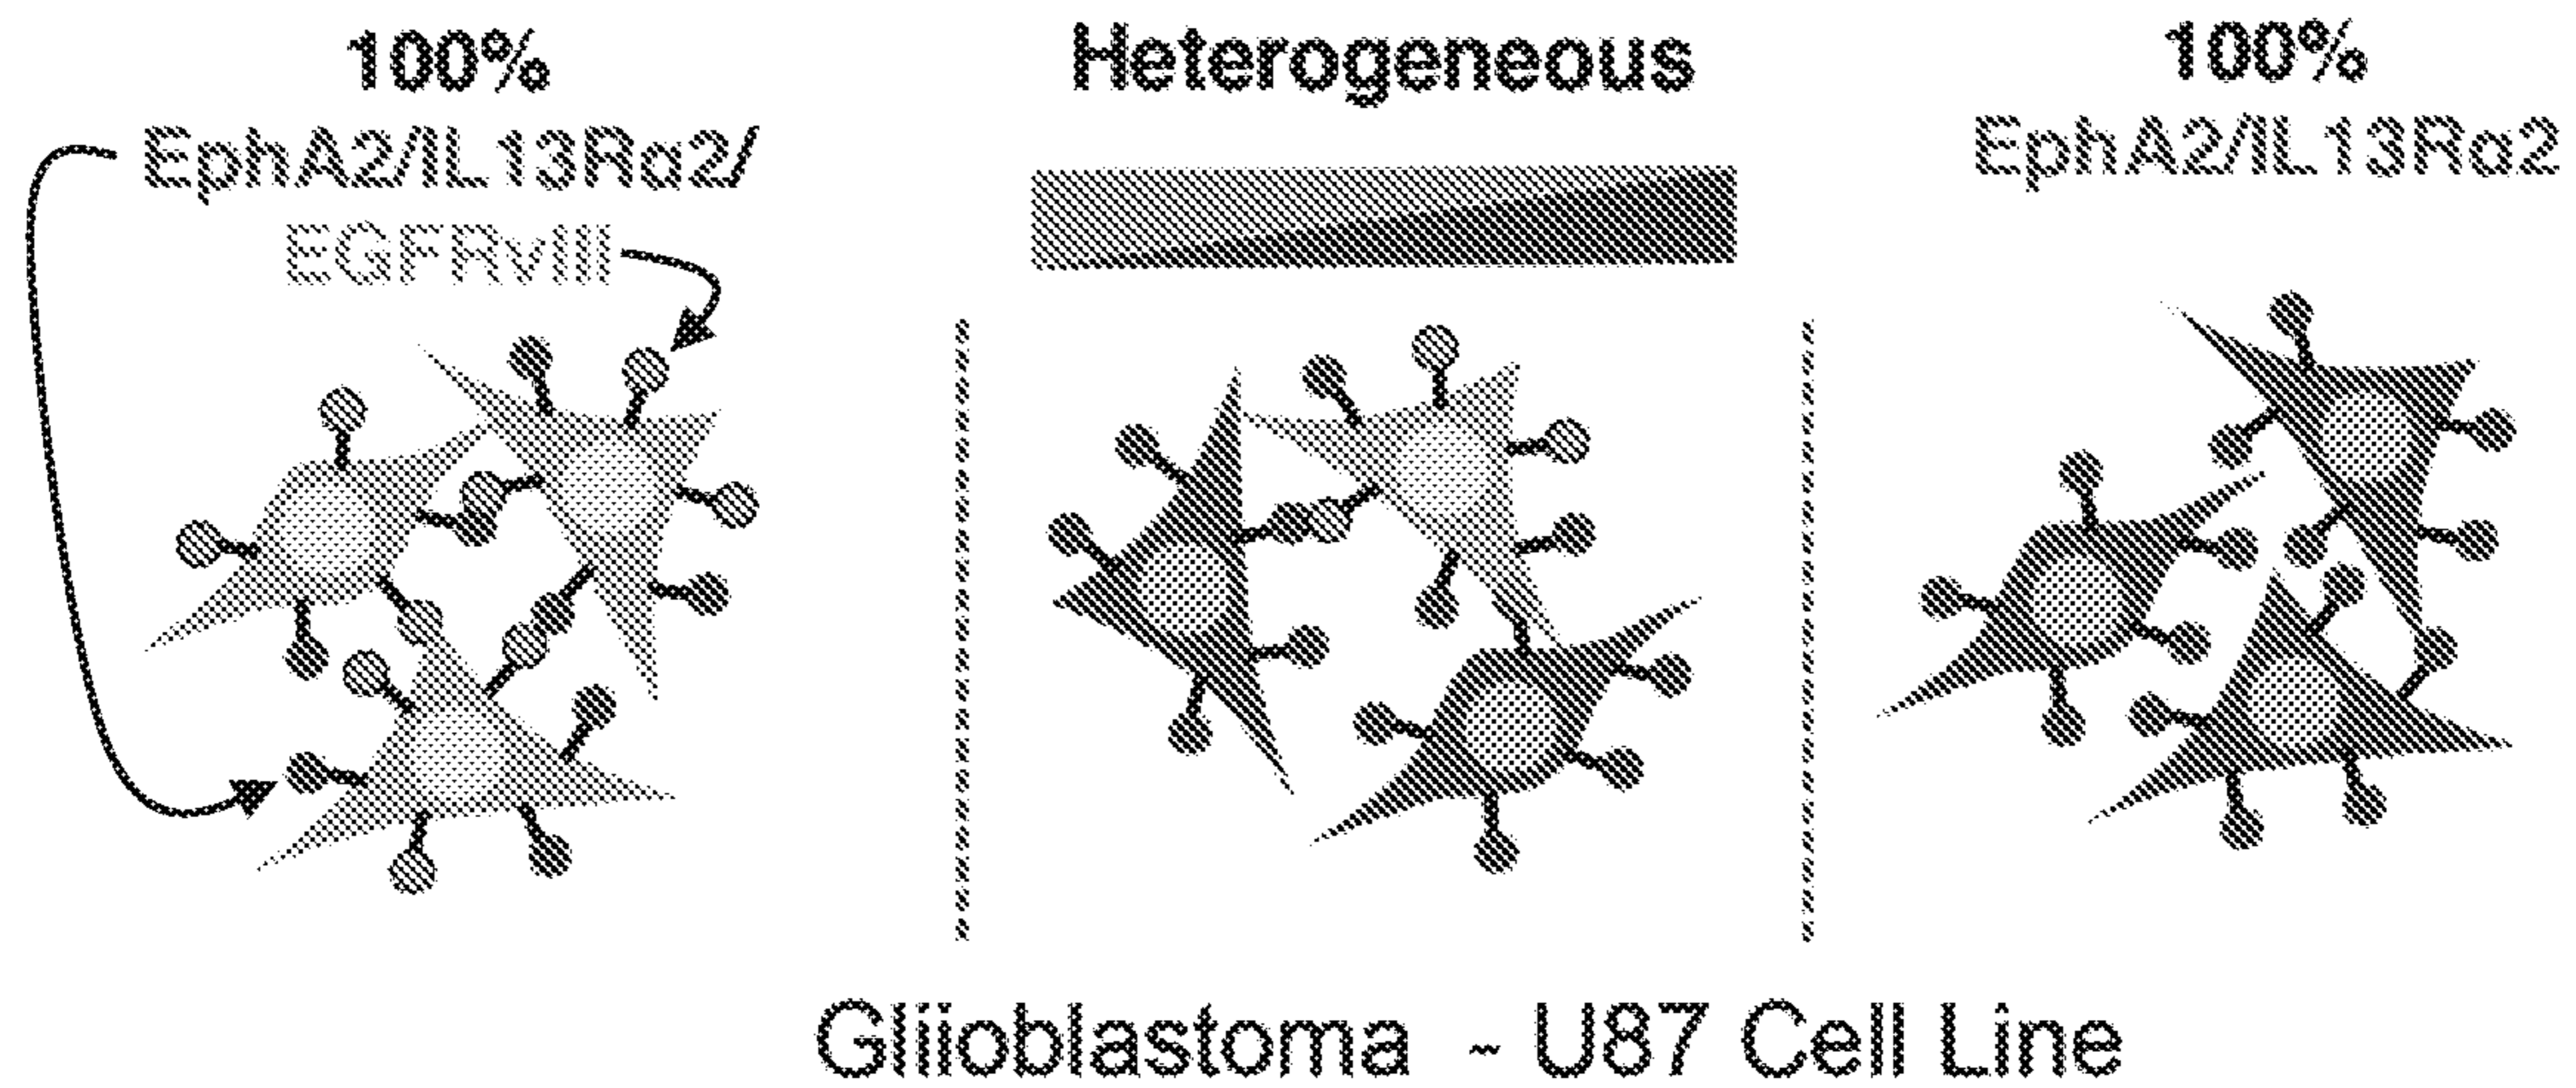 100%
EphA2/IL13Rα2/
EGFRvIII
Heterogeneous
100%
EphA2/IL13Rα2
Gliioblastoma - U87 Cell Line